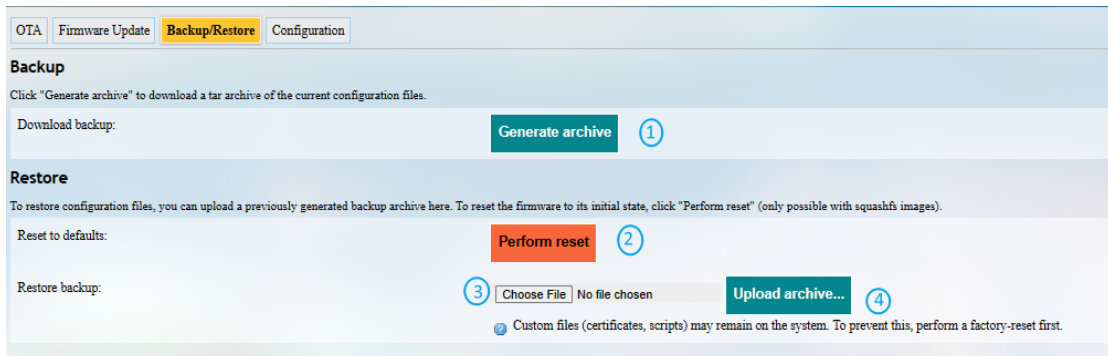 OTA Firmware Update Backup/Restore Configuration
Backup
Click "Generate archive" to download a tar archive of the current configuration files.
Download backup: Generate archive 1
Restore
To restore configuration files, you can upload a previously generated backup archive here. To reset the firmware to its initial state, click "Perform reset" (only possible with squashfs images).
Reset to defaults: Perform reset 2
Restore backup: 3 Choose File No file chosen Upload archive... 4
Custom files (certificates, scripts) may remain on the system. To prevent this, perform a factory-reset first.